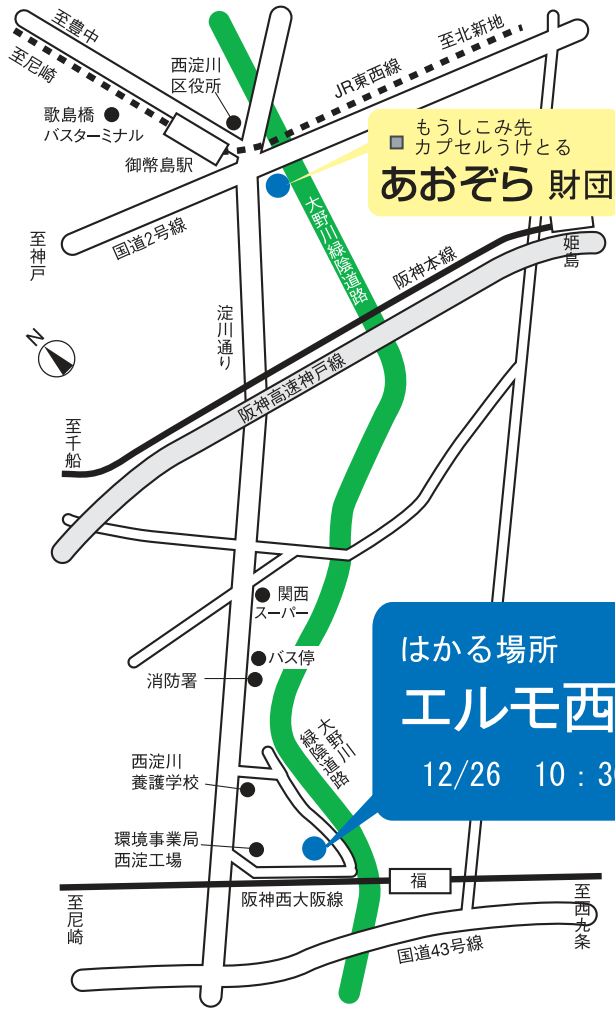 至豊中
至尼崎
西淀川
区役所
JR東西線
至北新地
歌島橋
バスターミナル
御幣島駅
もうしこみ先
カプセルうけとる
あおぞら 財団
国道2号線
至神戸
大野川緑陰道路
姫島
阪神本線
淀川通り
N
阪神高速神戸線
至千船
関西
スーパー
バス停
消防署
はかる場所
エルモ西
12/26 10:30
大野川
緑陰道路
西淀川
養護学校
環境事業局
西淀工場
福
阪神西大阪線
至尼崎
至西九条
国道43号線